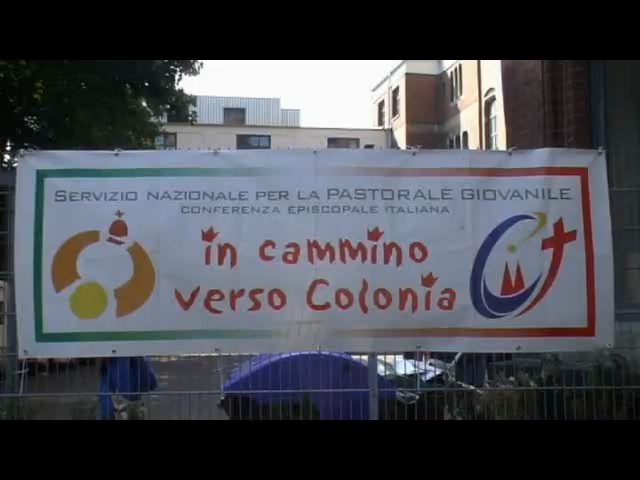 SERVIZIO NAZIONALE PER LA PASTORALE GIOVANILE
CONFERENZA EPISCOPALE ITALIANA
in cammino
verso Colonia